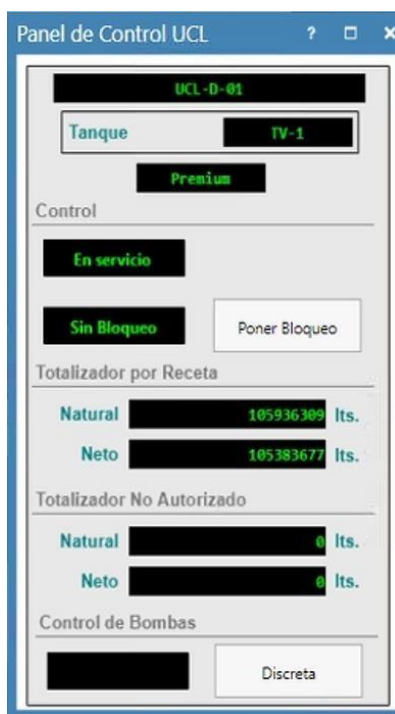 Panel de Control UCL ? x
UCL-D-01
Tanque TV-1
Premium
Control
En servicio
Sin Bloqueo Poner Bloqueo
Totalizador por Receta
Natural 105936309 lts.
Neto 105383677 lts.
Totalizador No Autorizado
Natural 0 lts.
Neto 0 lts.
Control de Bombas
Discreta